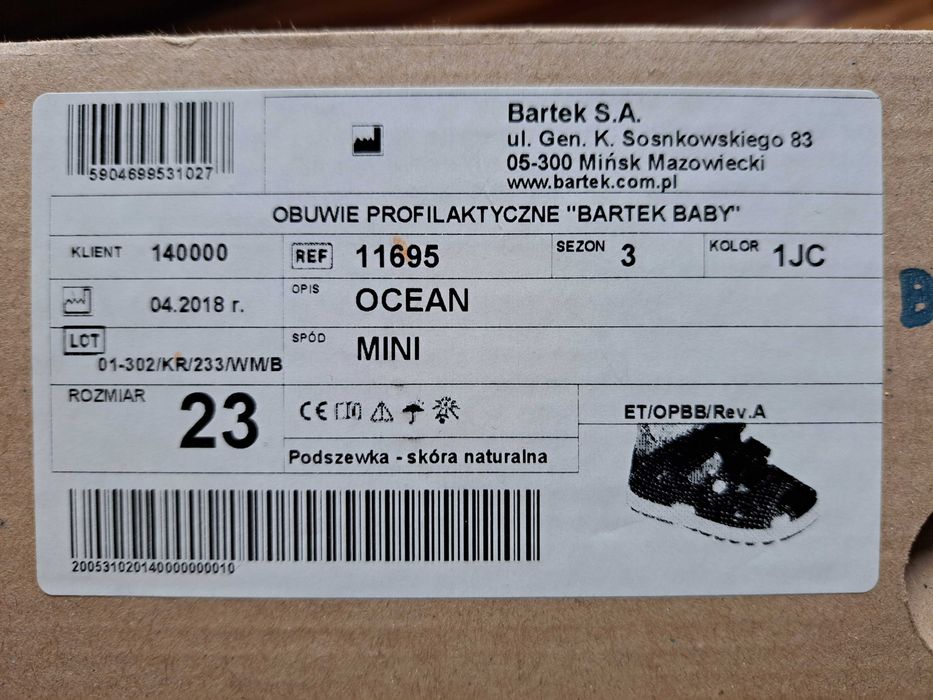 5904699531027
Bartek S.A.
ul. Gen. K. Sosnkowskiego 83
05-300 Mińsk Mazowiecki
www.bartek.com.pl
OBUWIE PROFILAKTYCZNE "BARTEK BABY"
KLIENT 140000
REF 11695
SEZON 3
KOLOR 1JC
04.2018 r.
OPIS OCEAN
LOT
01-302/KR/233/WM/B
SPÓD MINI
ROZMIAR 23
CE
ET/OPBB/Rev.A
Podszewka - skóra naturalna
200531020140000000010
B